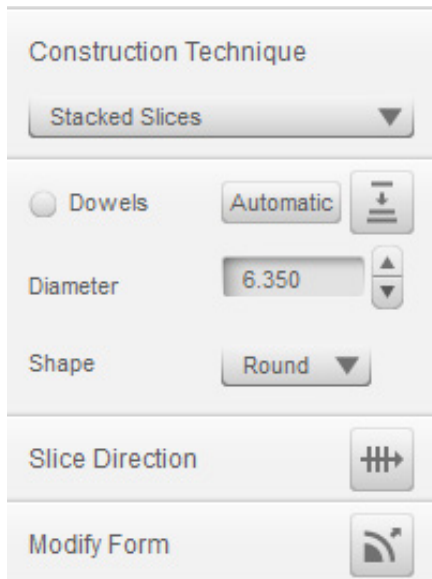 Construction Technique
Stacked Slices
Dowels Automatic
Diameter 6.350
Shape Round
Slice Direction
Modify Form